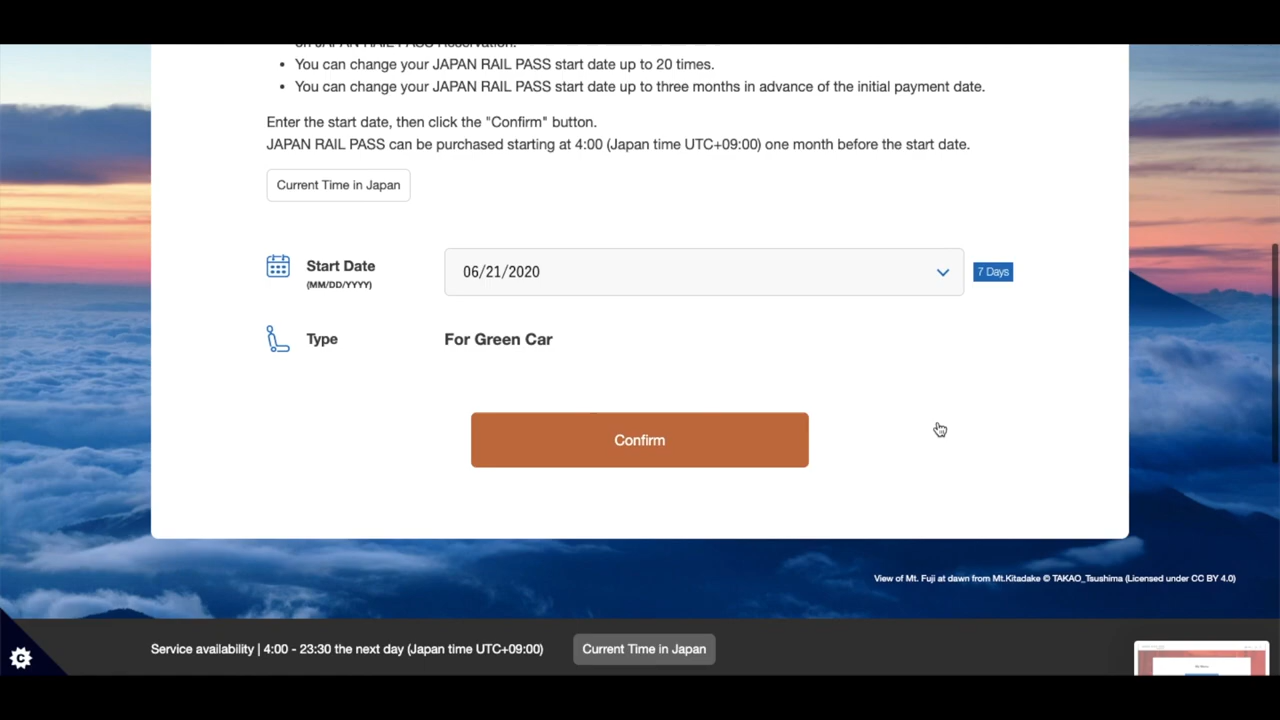 on JAPAN RAIL PASS Reservation.
• You can change your JAPAN RAIL PASS start date up to 20 times.
• You can change your JAPAN RAIL PASS start date up to three months in advance of the initial payment date.
Enter the start date, then click the "Confirm" button.
JAPAN RAIL PASS can be purchased starting at 4:00 (Japan time UTC+09:00) one month before the start date.
Current Time in Japan
Start Date
(MM/DD/YYYY)
06/21/2020
7 Days
Type
For Green Car
Confirm
View of Mt. Fuji at dawn from Mt.Kitadake © TAKAO_Tsushima (Licensed under CC BY 4.0)
Service availability | 4:00 - 23:30 the next day (Japan time UTC+09:00)
Current Time in Japan